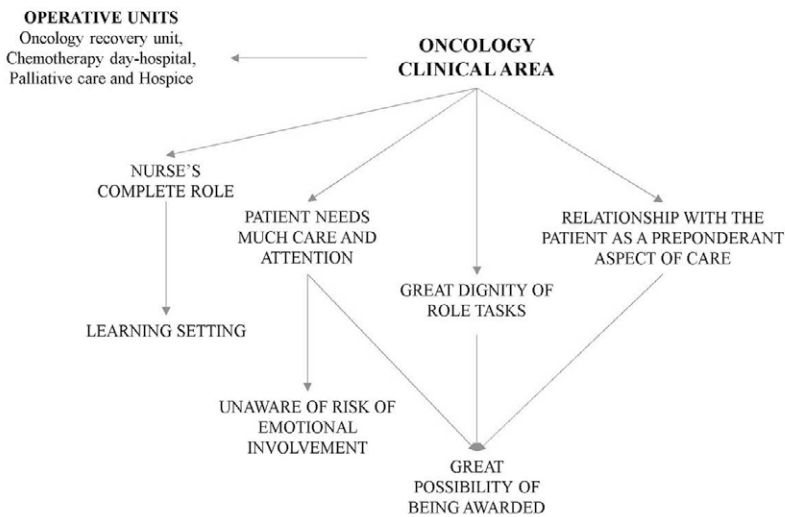 OPERATIVE UNITS
Oncology recovery unit,
Chemotherapy day-hospital,
Palliative care and Hospice
ONCOLOGY
CLINICAL AREA
NURSE'S
COMPLETE ROLE
PATIENT NEEDS
MUCH CARE AND
ATTENTION
RELATIONSHIP WITH THE
PATIENT AS A PREPONDERANT
ASPECT OF CARE
GREAT DIGNITY OF
ROLE TASKS
LEARNING SETTING
UNAWARE OF RISK OF
EMOTIONAL
INVOLVEMENT
GREAT
POSSIBILITY OF
BEING AWARDED